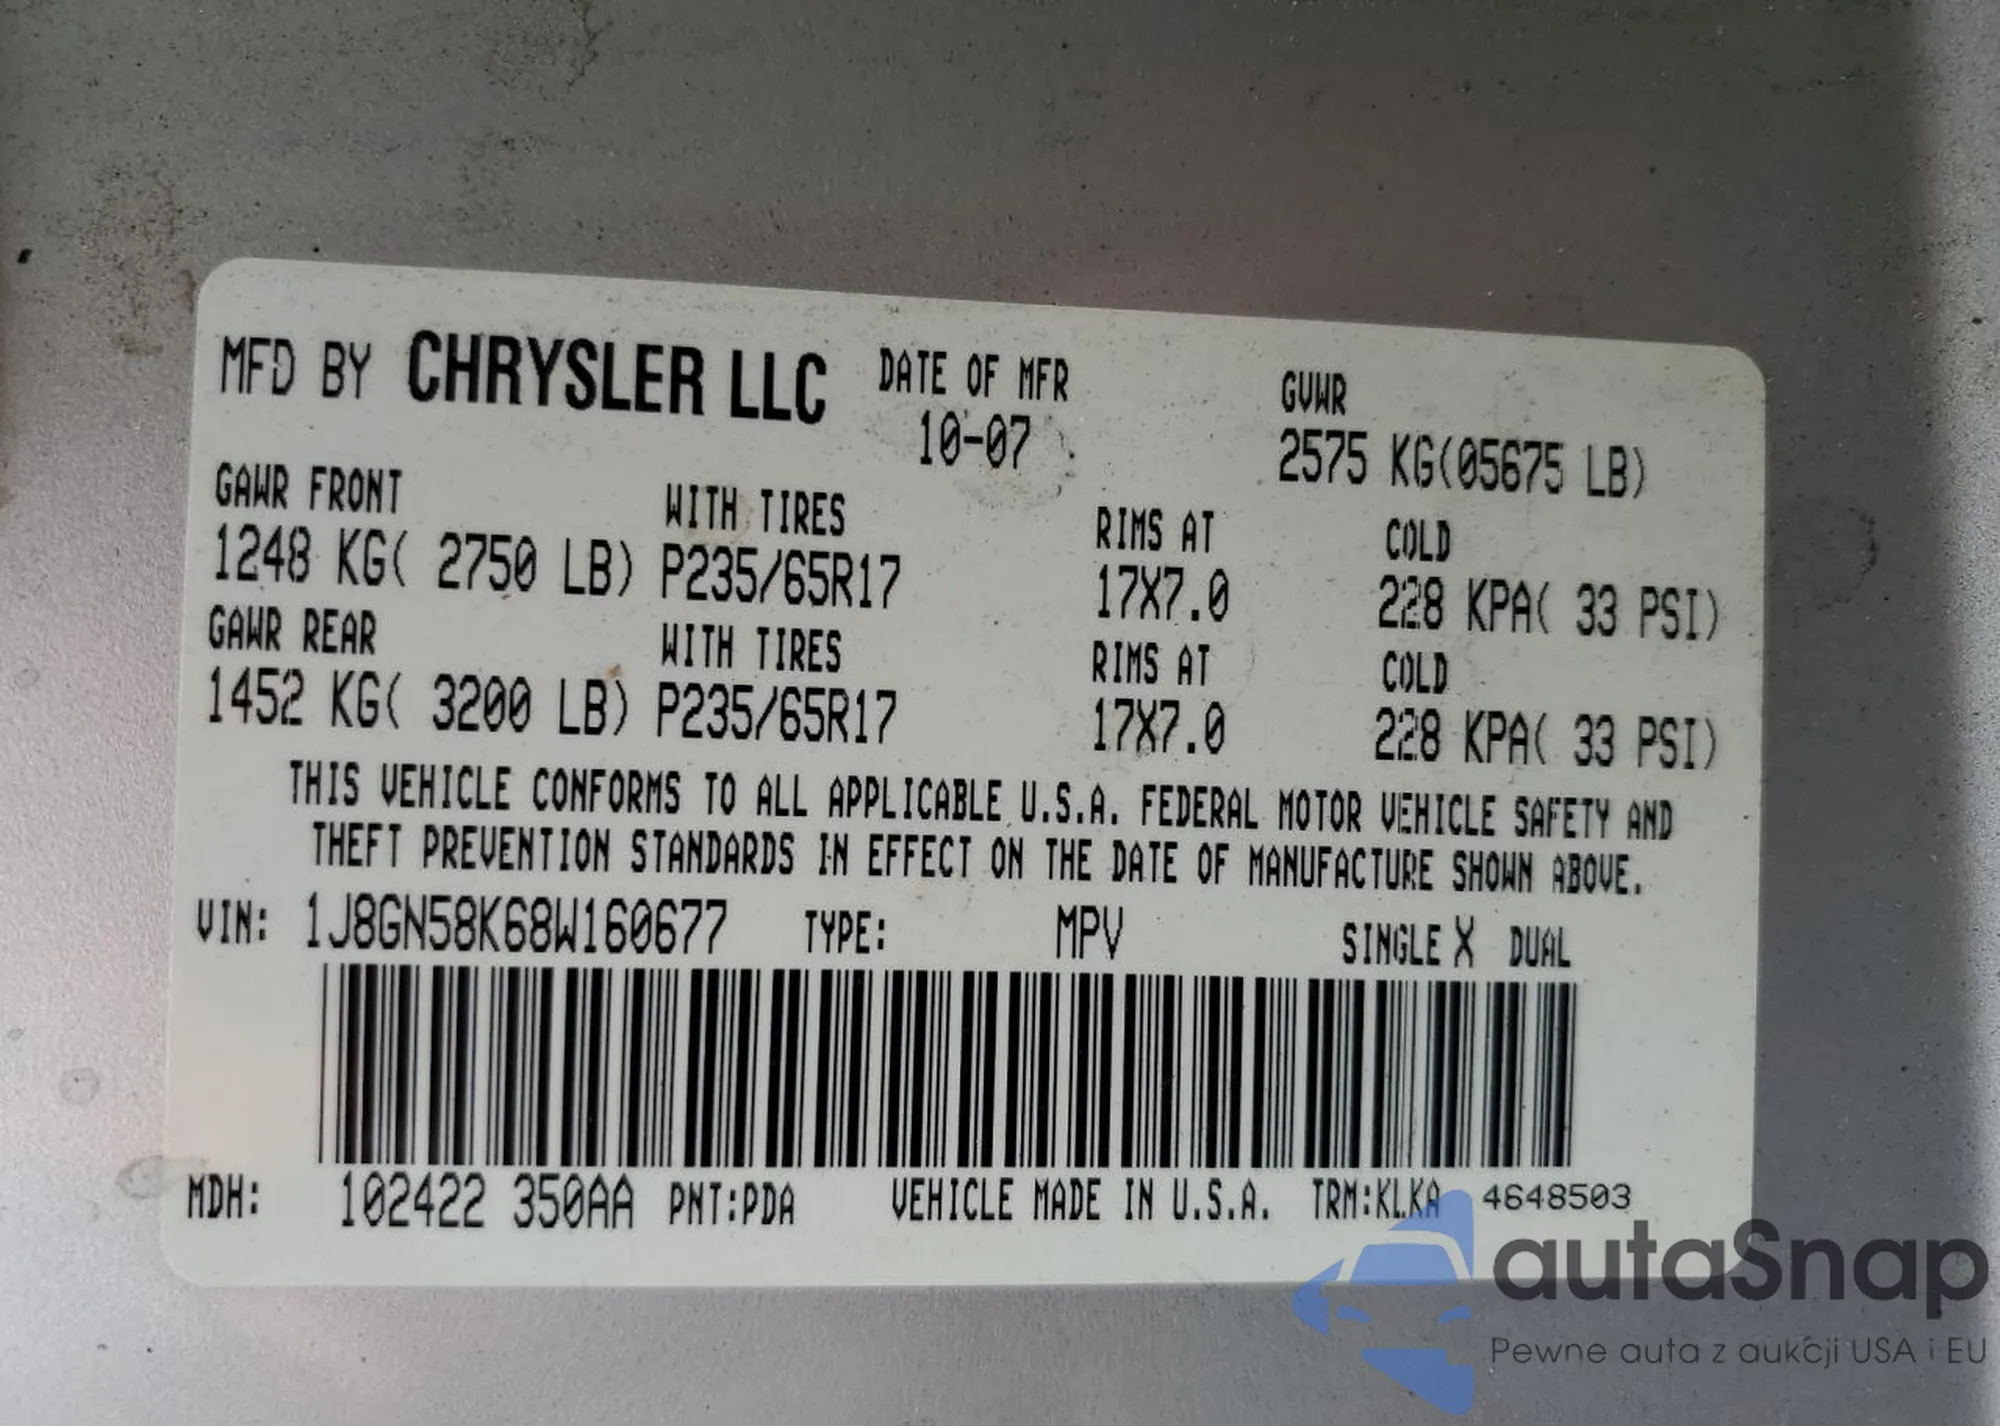 MFD BY CHRYSLER LLC DATE OF MFR GVWR
10-07 2575 KG(05675 LB)
GAWR FRONT WITH TIRES RIMS AT COLD
1248 KG( 2750 LB) P235/65R17 17X7.0 228 KPA( 33 PSI)
GAWR REAR WITH TIRES RIMS AT COLD
1452 KG( 3200 LB) P235/65R17 17X7.0 228 KPA( 33 PSI)
THIS VEHICLE CONFORMS TO ALL APPLICABLE U.S.A. FEDERAL MOTOR VEHICLE SAFETY AND
THEFT PREVENTION STANDARDS IN EFFECT ON THE DATE OF MANUFACTURE SHOWN ABOVE.
VIN: 1J8GN58K68W160677 TYPE: MPV SINGLE X DUAL
MDH: 102422 350AA PNT:PDA VEHICLE MADE IN U.S.A. TRM:KLKA 4648503
autaSnap
Pewne auta z aukcji USA i EU